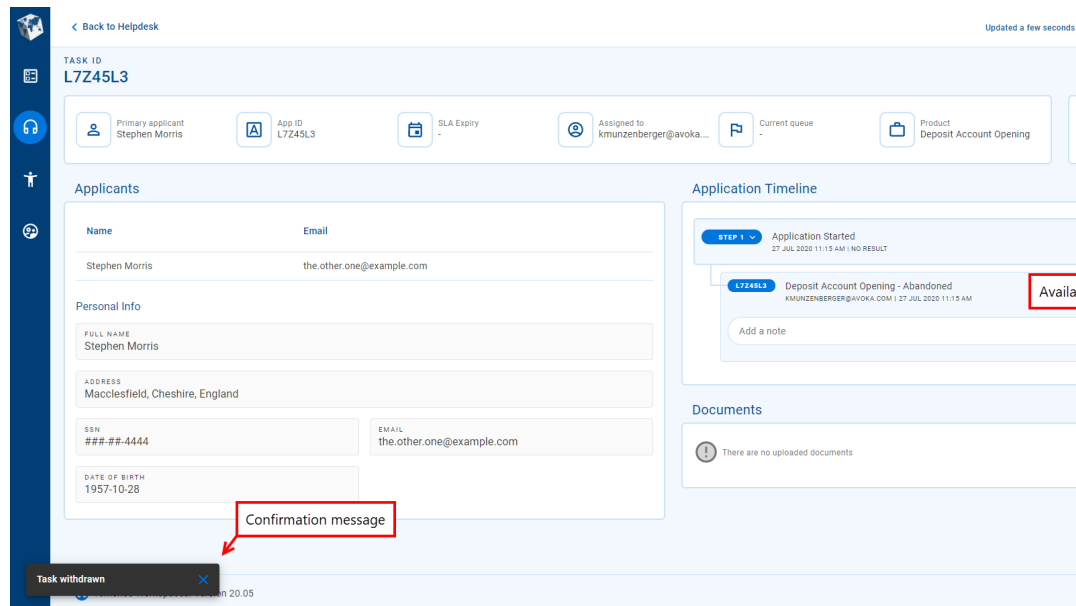 Back to Helpdesk
Updated a few seconds
TASK ID
L7Z45L3
Primary applicant
Stephen Morris
App ID
L7Z45L3
SLA Expiry
-
Assigned to
kmunzenberger@avoka....
Current queue
-
Product
Deposit Account Opening
Applicants
Name Email
Stephen Morris the.other.one@example.com
Personal Info
FULL NAME
Stephen Morris
ADDRESS
Macclesfield, Cheshire, England
SSN
###-##-4444
EMAIL
the.other.one@example.com
DATE OF BIRTH
1957-10-28
Application Timeline
STEP 1 Application Started
27 JUL 2020 11:15 AM | NO RESULT
L7Z45L3 Deposit Account Opening - Abandoned
KMUNZENBERGER@AVOKA.COM | 27 JUL 2020 11:15 AM
Availa
Add a note
Documents
There are no uploaded documents
Confirmation message
Task withdrawn
20.05